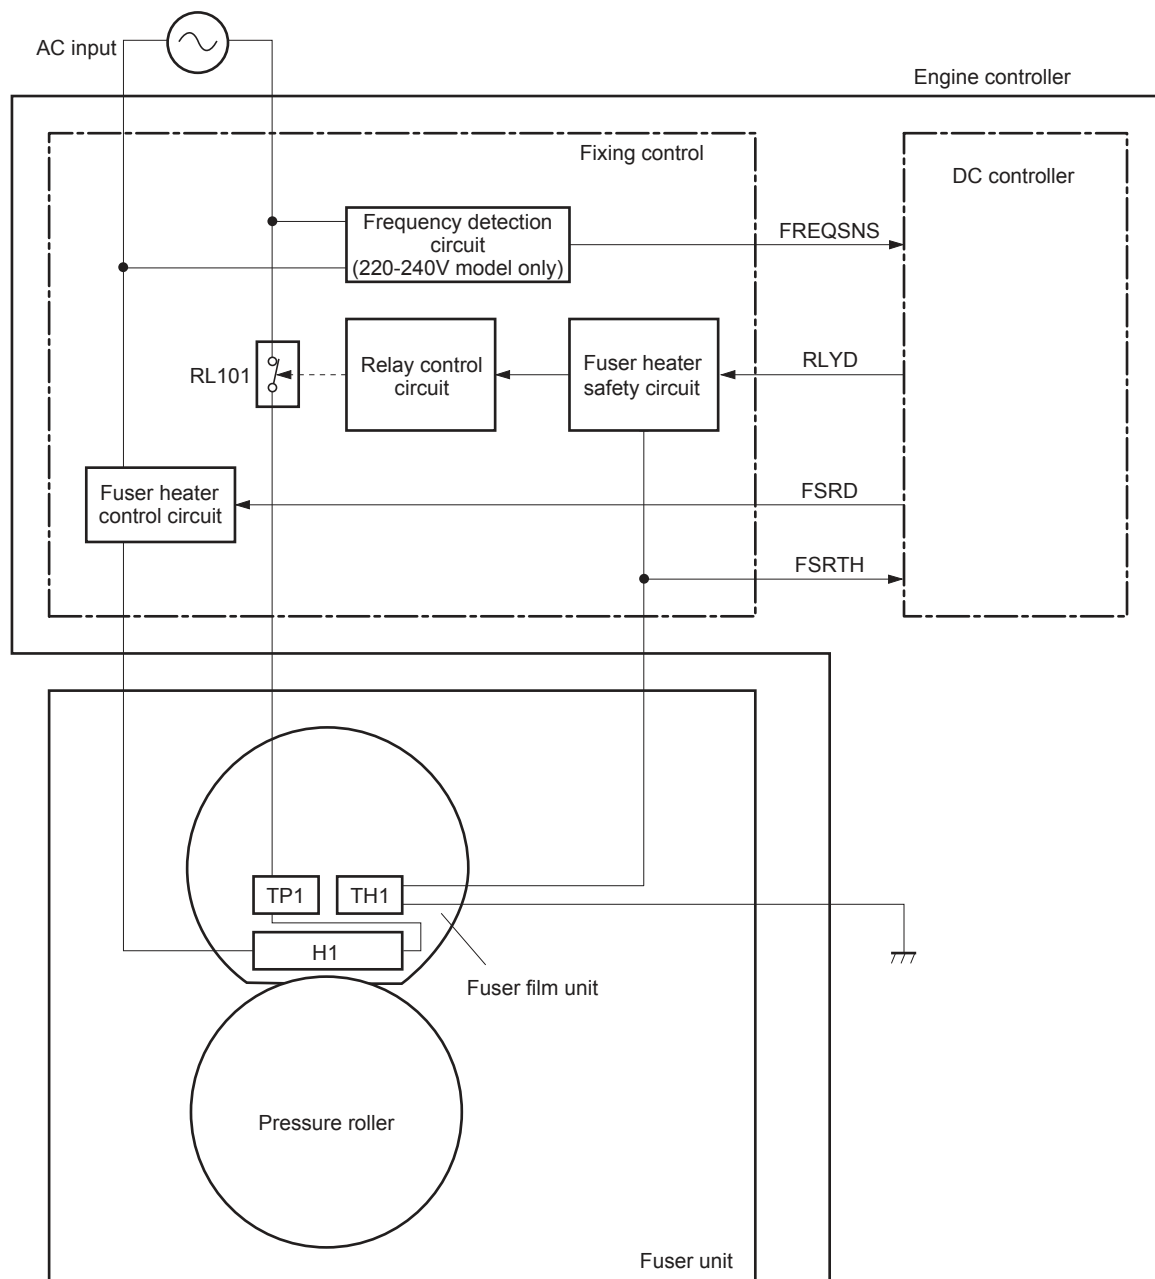 AC input
Engine controller
Fixing control
DC controller
Frequency detection
circuit
(220-240V model only)
FREQSNS
RL101
Relay control
circuit
Fuser heater
safety circuit
RLYD
Fuser heater
control circuit
FSRD
FSRTH
TP1
TH1
H1
Fuser film unit
Pressure roller
Fuser unit